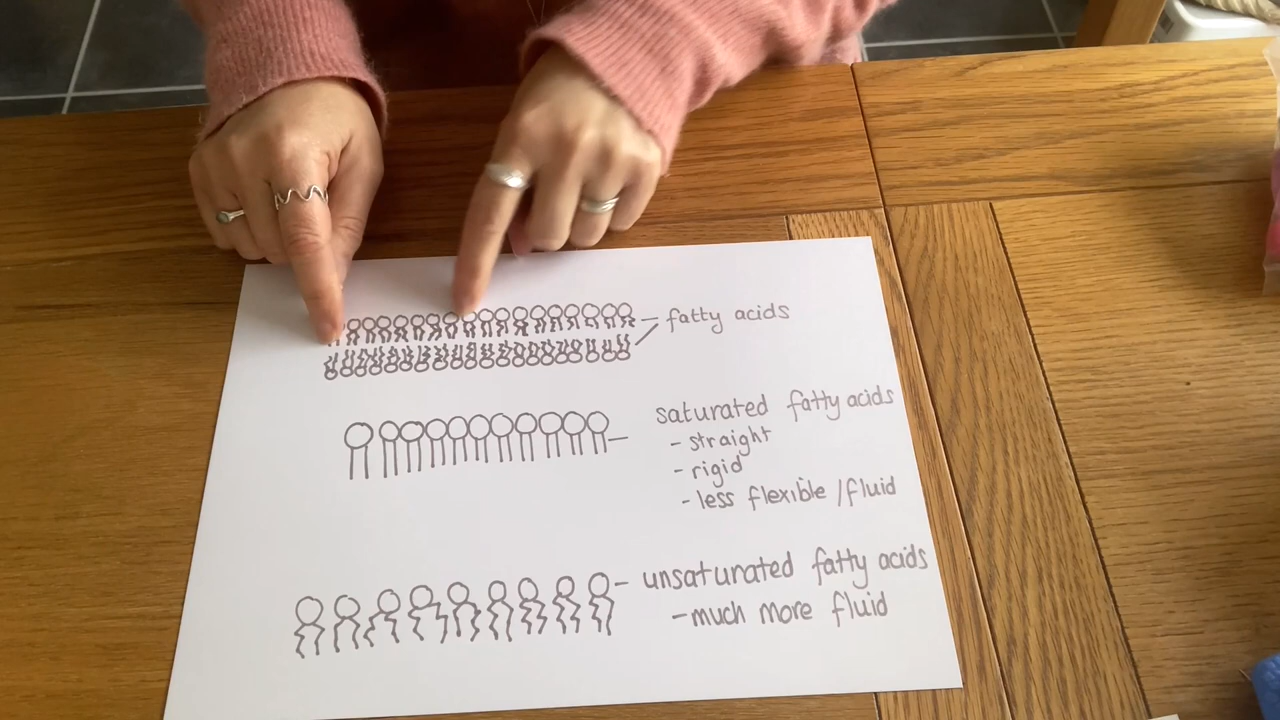 fatty acids
saturated fatty acids
- straight
- rigid
- less flexible /fluid
unsaturated fatty acids
- much more fluid